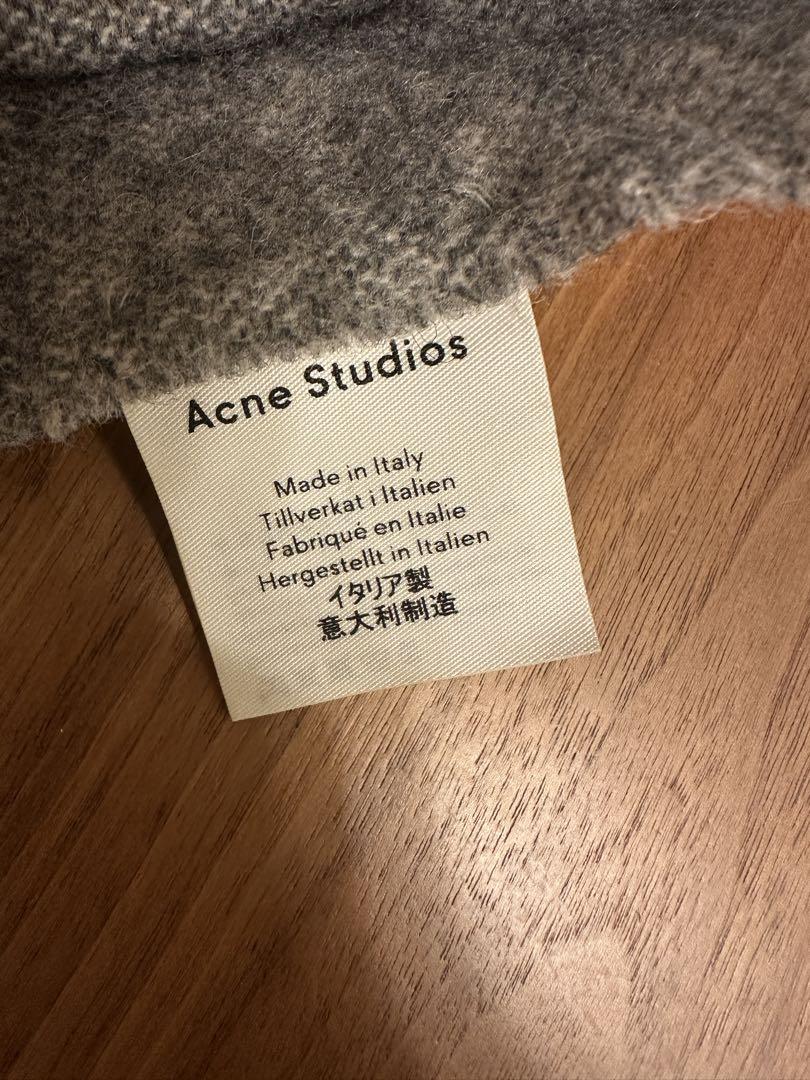 Acne Studios
Made in Italy
Tillverkat i Italien
Fabriqué en Italie
Hergestellt in Italien
イタリア製
意大利制造